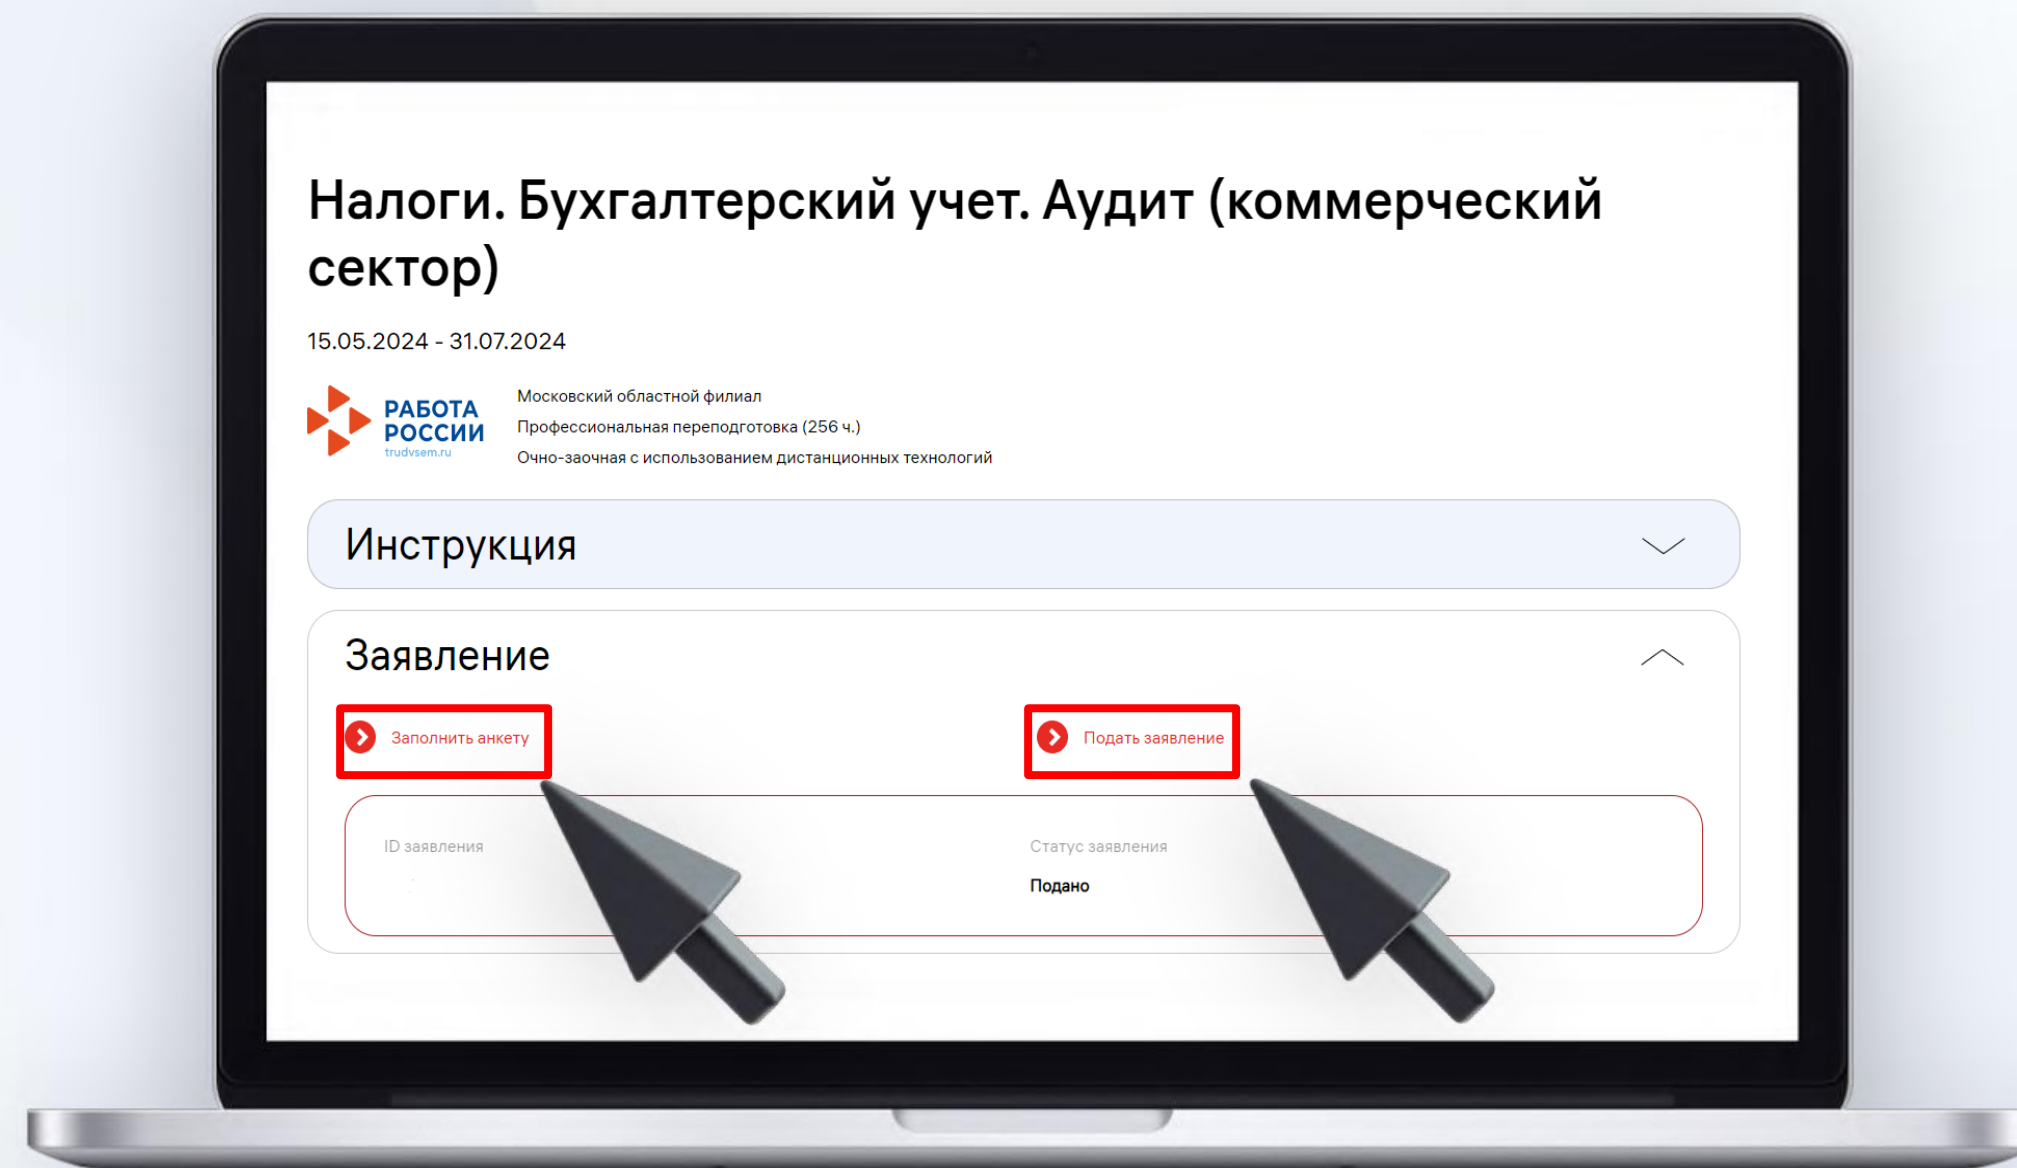 Налоги. Бухгалтерский учет. Аудит (коммерческий
сектор)
15.05.2024 - 31.07.2024
РАБОТА
РОССИИ
trudvsem.ru
Московский областной филиал
Профессиональная переподготовка (256 ч.)
Очно-заочная с использованием дистанционных технологий
Инструкция
Заявление
Заполнить анкету
Подать заявление
ID заявления
Статус заявления
Подано